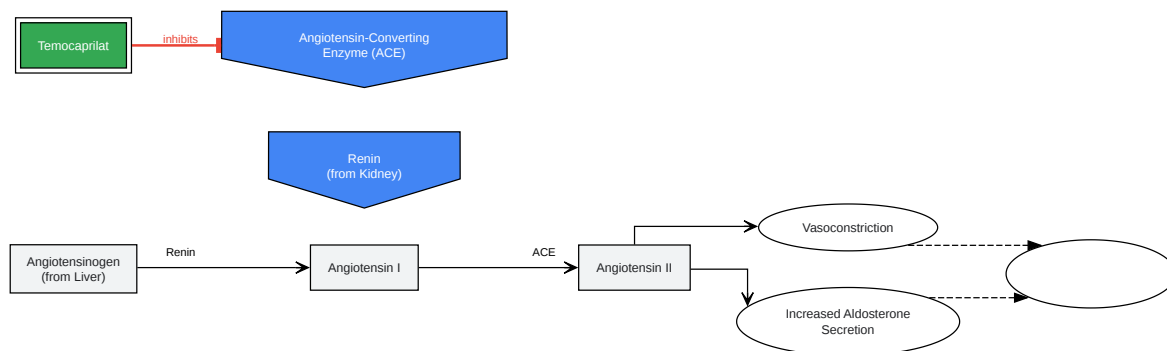 Temocaprilat
inhibits
Angiotensin-Converting
Enzyme (ACE)
Renin
(from Kidney)
Angiotensinogen
(from Liver)
Renin
Angiotensin I
ACE
Angiotensin II
Vasoconstriction
Increased Aldosterone
Secretion